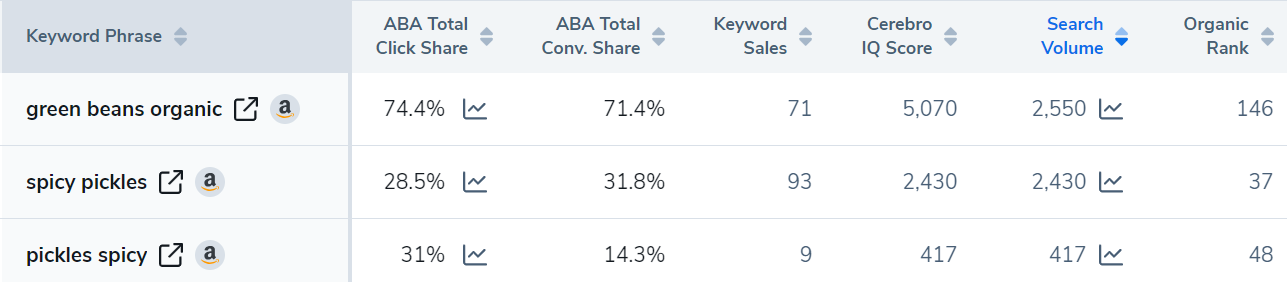 Keyword Phrase ABA Total Click Share ABA Total Conv. Share Keyword Sales Cerebro IQ Score Search Volume Organic Rank
green beans organic a 74.4% 71.4% 71 5,070 2,550 146
spicy pickles a 28.5% 31.8% 93 2,430 2,430 37
pickles spicy a 31% 14.3% 9 417 417 48